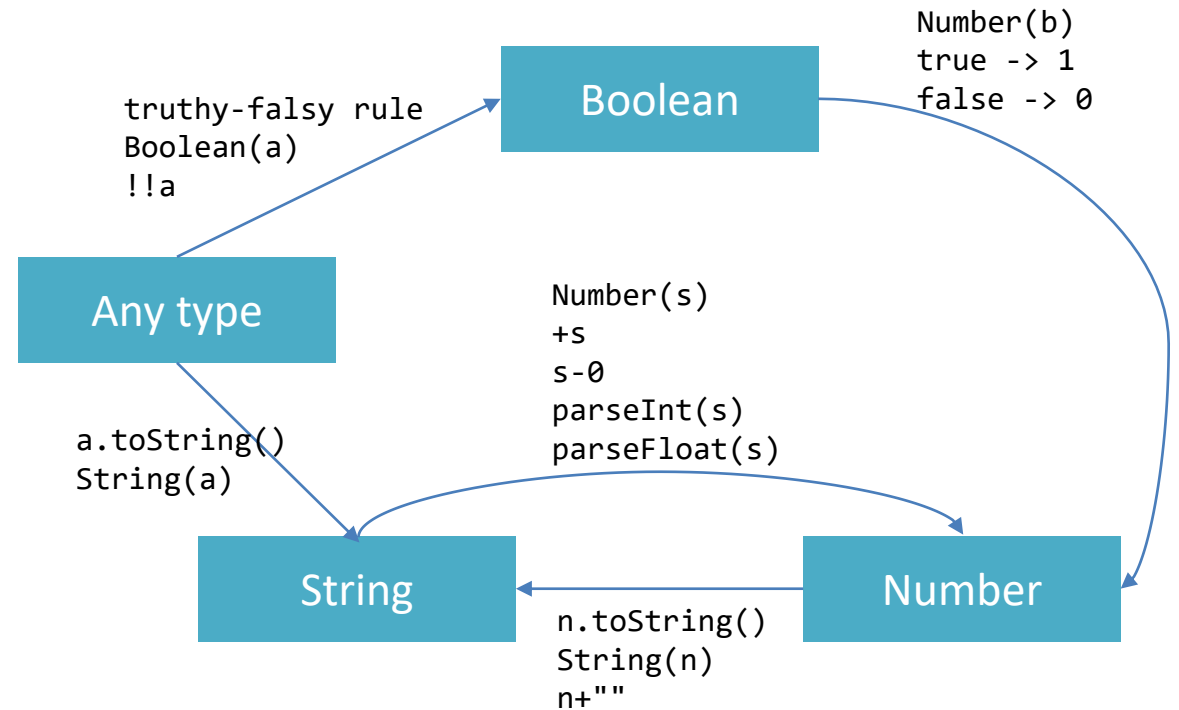 Number(b)
true -> 1
false -> 0
Boolean
truthy-falsy rule
Boolean(a)
!!a
Any type
Number(s)
+s
s-0
parseInt(s)
parseFloat(s)
a.toString()
String(a)
String
Number
n.toString()
String(n)
n+""